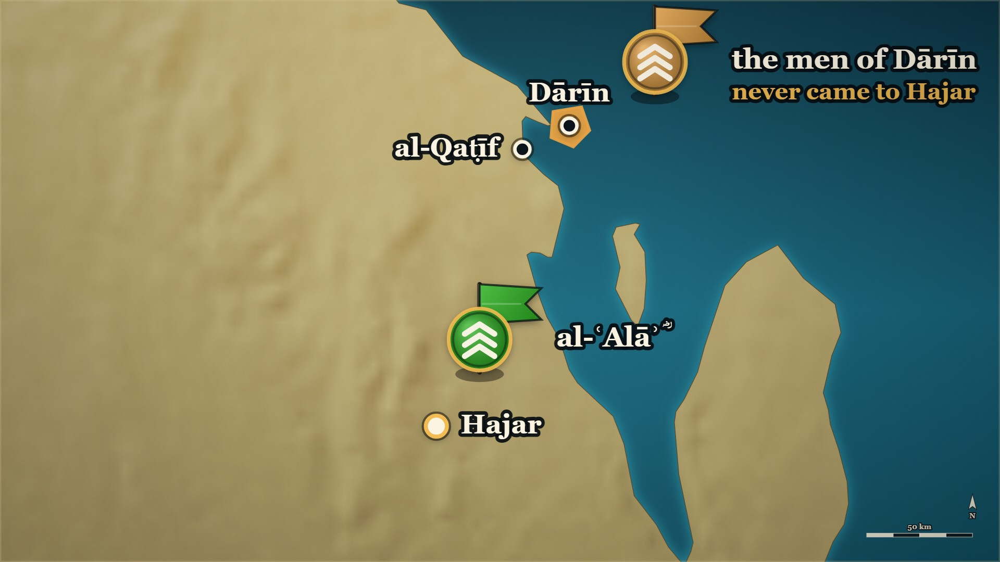 the men of Dārīn
never came to Hajar
Dārīn
al-Qaṭīf
al-ʿAlāʾ
Hajar
N
50 km